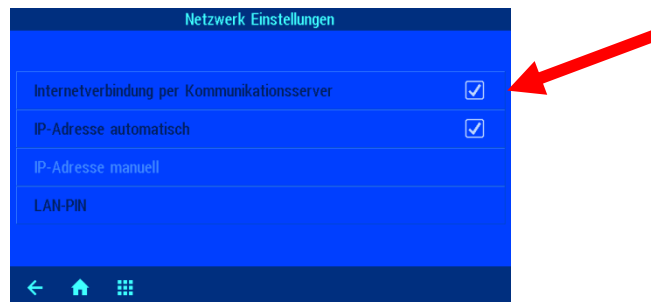 Netzwerk Einstellungen
Internetverbindung per Kommunikationsserver
IP-Adresse automatisch
IP-Adresse manuell
LAN-PIN